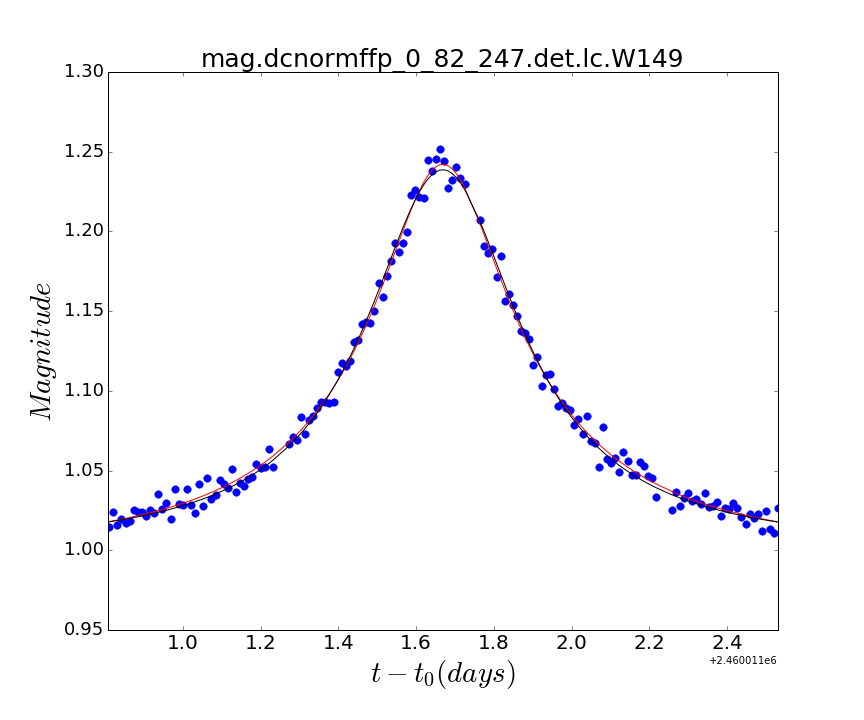 mag.dcnormffp_0_82_247.det.lc.W149
1.30
1.25
1.20
1.15
1.10
1.05
1.00
0.95
Magnitude
1.0 1.2 1.4 1.6 1.8 2.0 2.2 2.4
+2.460011e6
t − t₀(days)